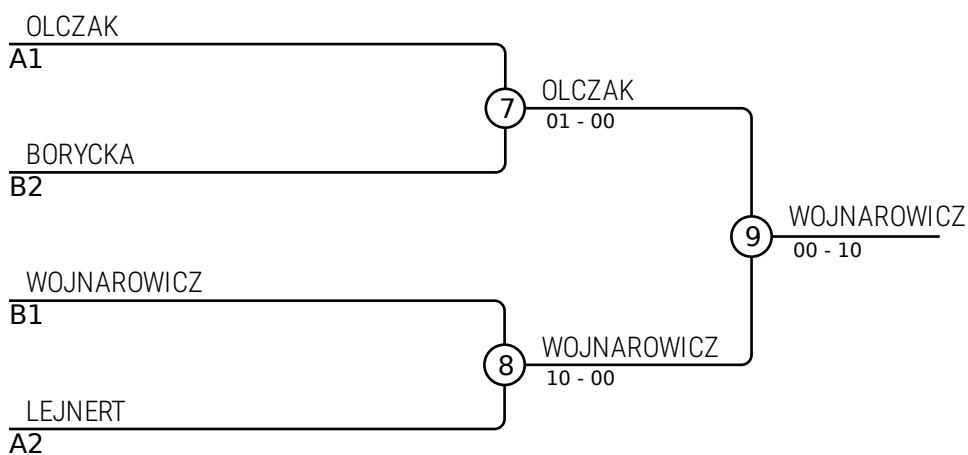 OLCZAK
A1
7
OLCZAK
01 - 00
BORYCKA
B2
9
WOJNAROWICZ
00 - 10
WOJNAROWICZ
B1
8
WOJNAROWICZ
10 - 00
LEJNERT
A2